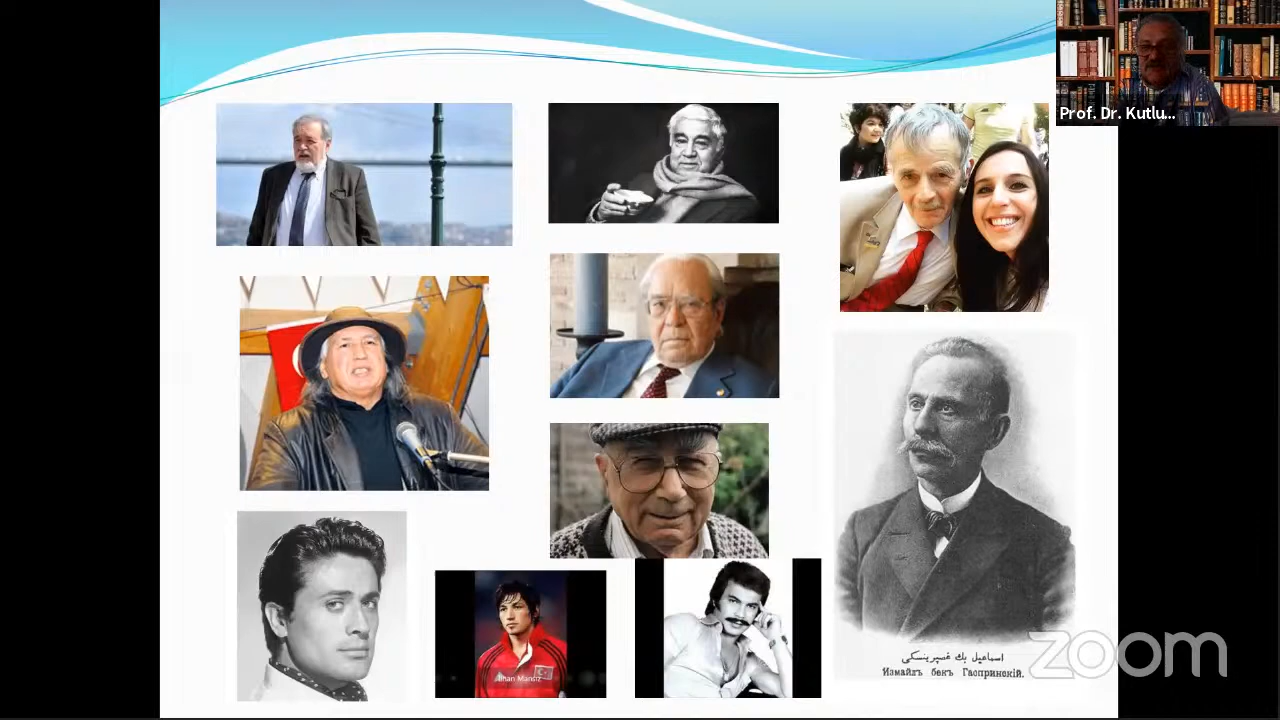 Prof. Dr. Kutlu...
İlhan Mansız
اسماعيل بك غصپرينسكى
Измаилъ бекъ Гаспринскій.
zoom